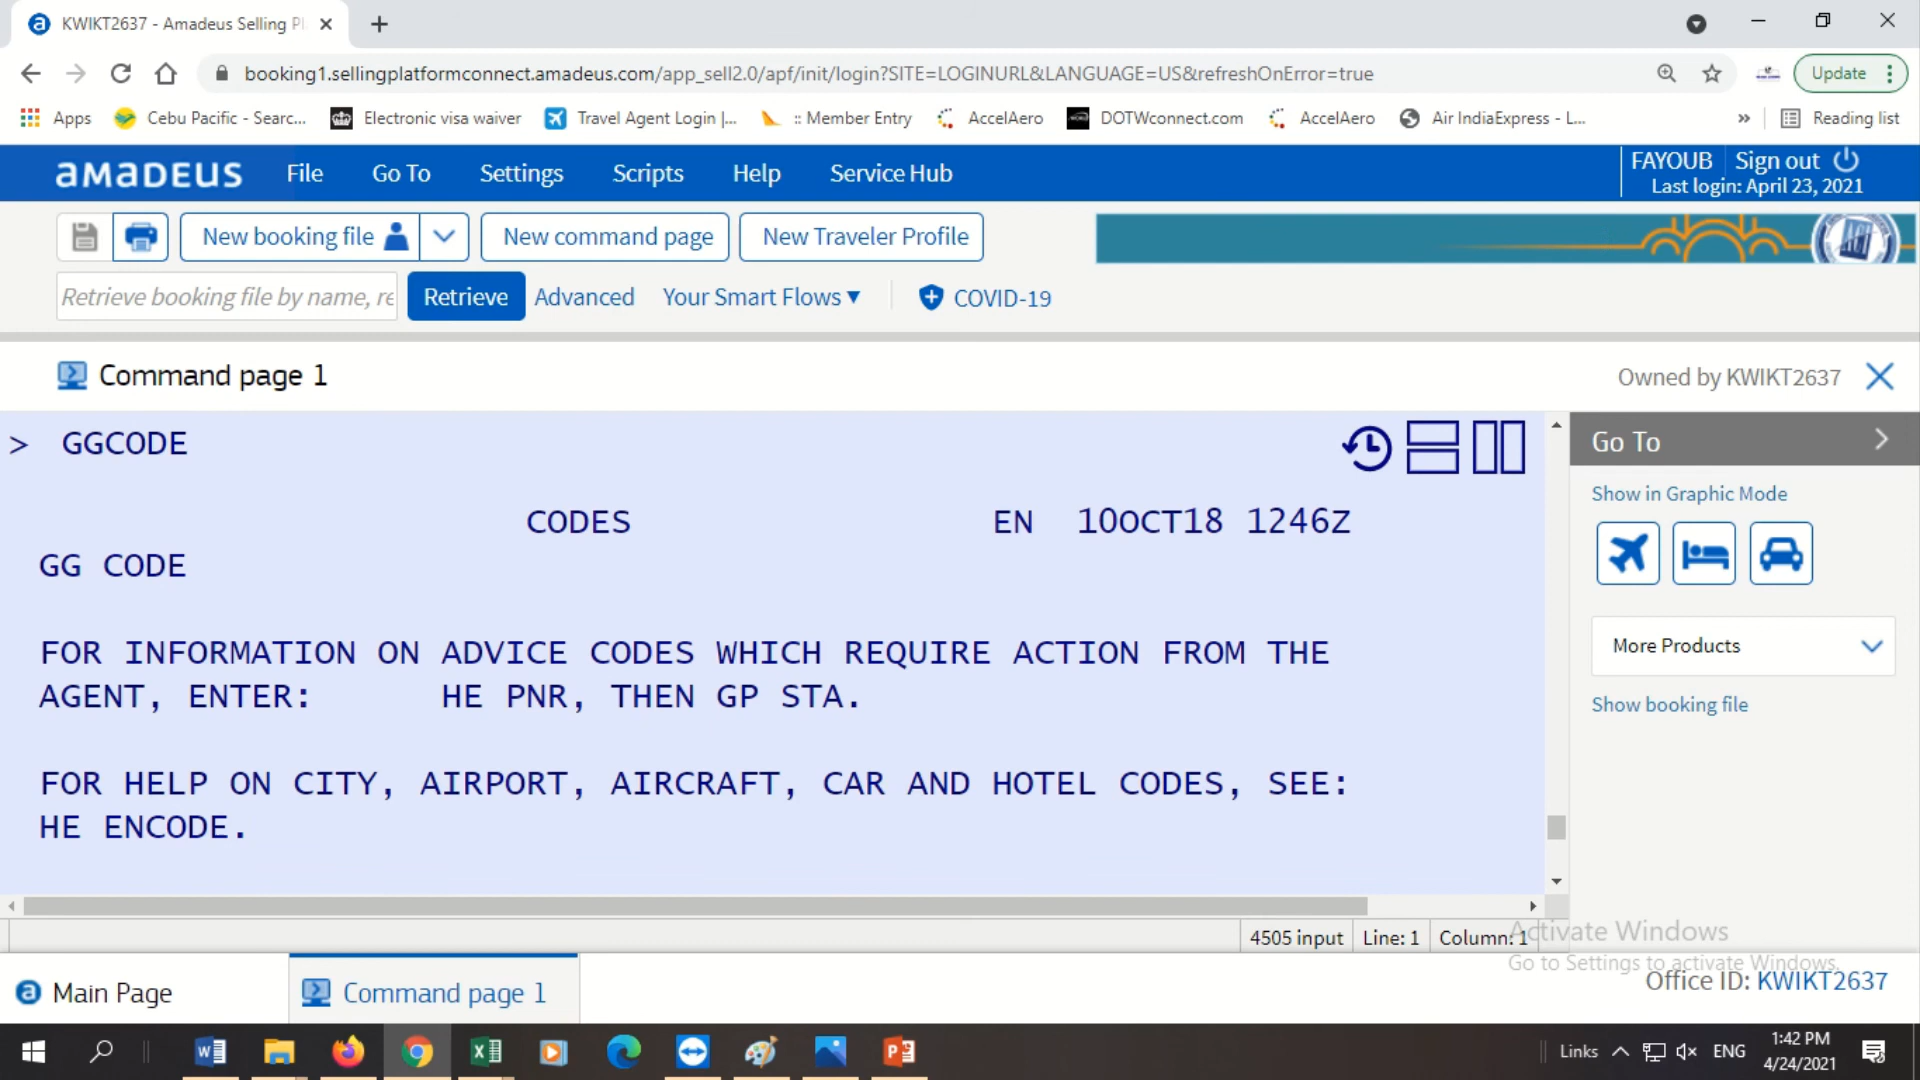 KWIKT2637 - Amadeus Selling Pl
booking1.sellingplatformconnect.amadeus.com/app_sell2.0/apf/init/login?SITE=LOGINURL&LANGUAGE=US&refreshOnError=true
Update
Apps
Cebu Pacific - Searc...
Electronic visa waiver
Travel Agent Login |...
:: Member Entry
AccelAero
DOTWconnect.com
AccelAero
Air IndiaExpress - L...
»
Reading list
amadeus
File
Go To
Settings
Scripts
Help
Service Hub
FAYOUB
Sign out
Last login: April 23, 2021
New booking file
New command page
New Traveler Profile
Retrieve booking file by name, re
Retrieve
Advanced
Your Smart Flows
COVID-19
Command page 1
Owned by KWIKT2637
> GGCODE
CODES EN 10OCT18 1246Z
GG CODE
FOR INFORMATION ON ADVICE CODES WHICH REQUIRE ACTION FROM THE
AGENT, ENTER: HE PNR, THEN GP STA.
FOR HELP ON CITY, AIRPORT, AIRCRAFT, CAR AND HOTEL CODES, SEE:
HE ENCODE.
Go To
Show in Graphic Mode
More Products
Show booking file
4505 input
Line: 1
Column: 1
Activate Windows
Go to Settings to activate Windows.
Office ID: KWIKT2637
Main Page
Command page 1
Links
ENG
1:42 PM
4/24/2021